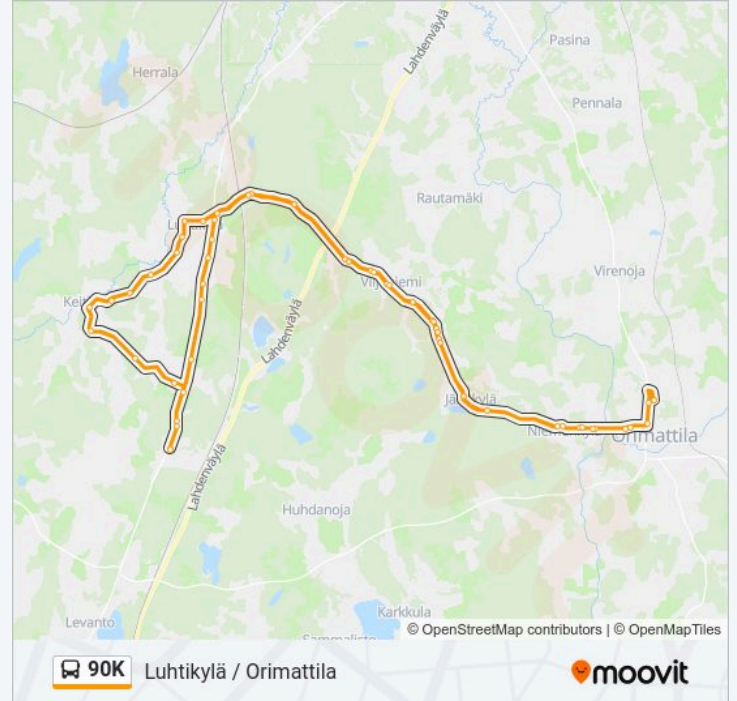 Pasina
Lahdenväylä
Herrala
Pennala
Rautamäki
Virenoja
Lahdenväylä
Orimattila
Lahdenväylä
Huhdanoja
Karkkula
Levanto
© OpenStreetMap contributors | © OpenMapTiles
90K
Luhtikylä / Orimattila
moovit